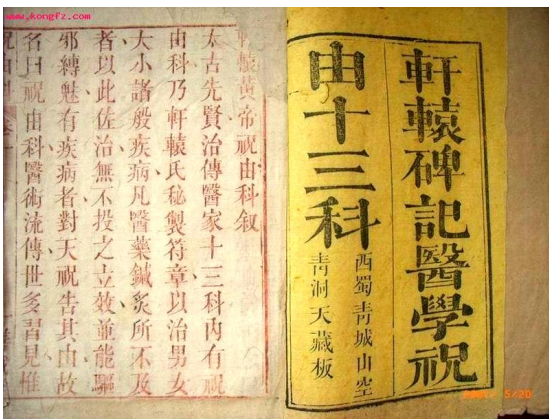 www.kongfz.com
軒轅碑記醫學祝
由十三科
西蜀青城山空
青洞天藏板
軒轅黃帝祝由科叙
太古先賢治傳醫家十三科內有祝
由科乃軒轅氏秘製符章以治男女
大小諸般疾病凡醫藥鍼灸所不及
者以此佐治無不投之立效並能驅
邪縛魅有疾病者對天祝告其由故
名曰祝由科醫術流傳世多習見惟
祝由科